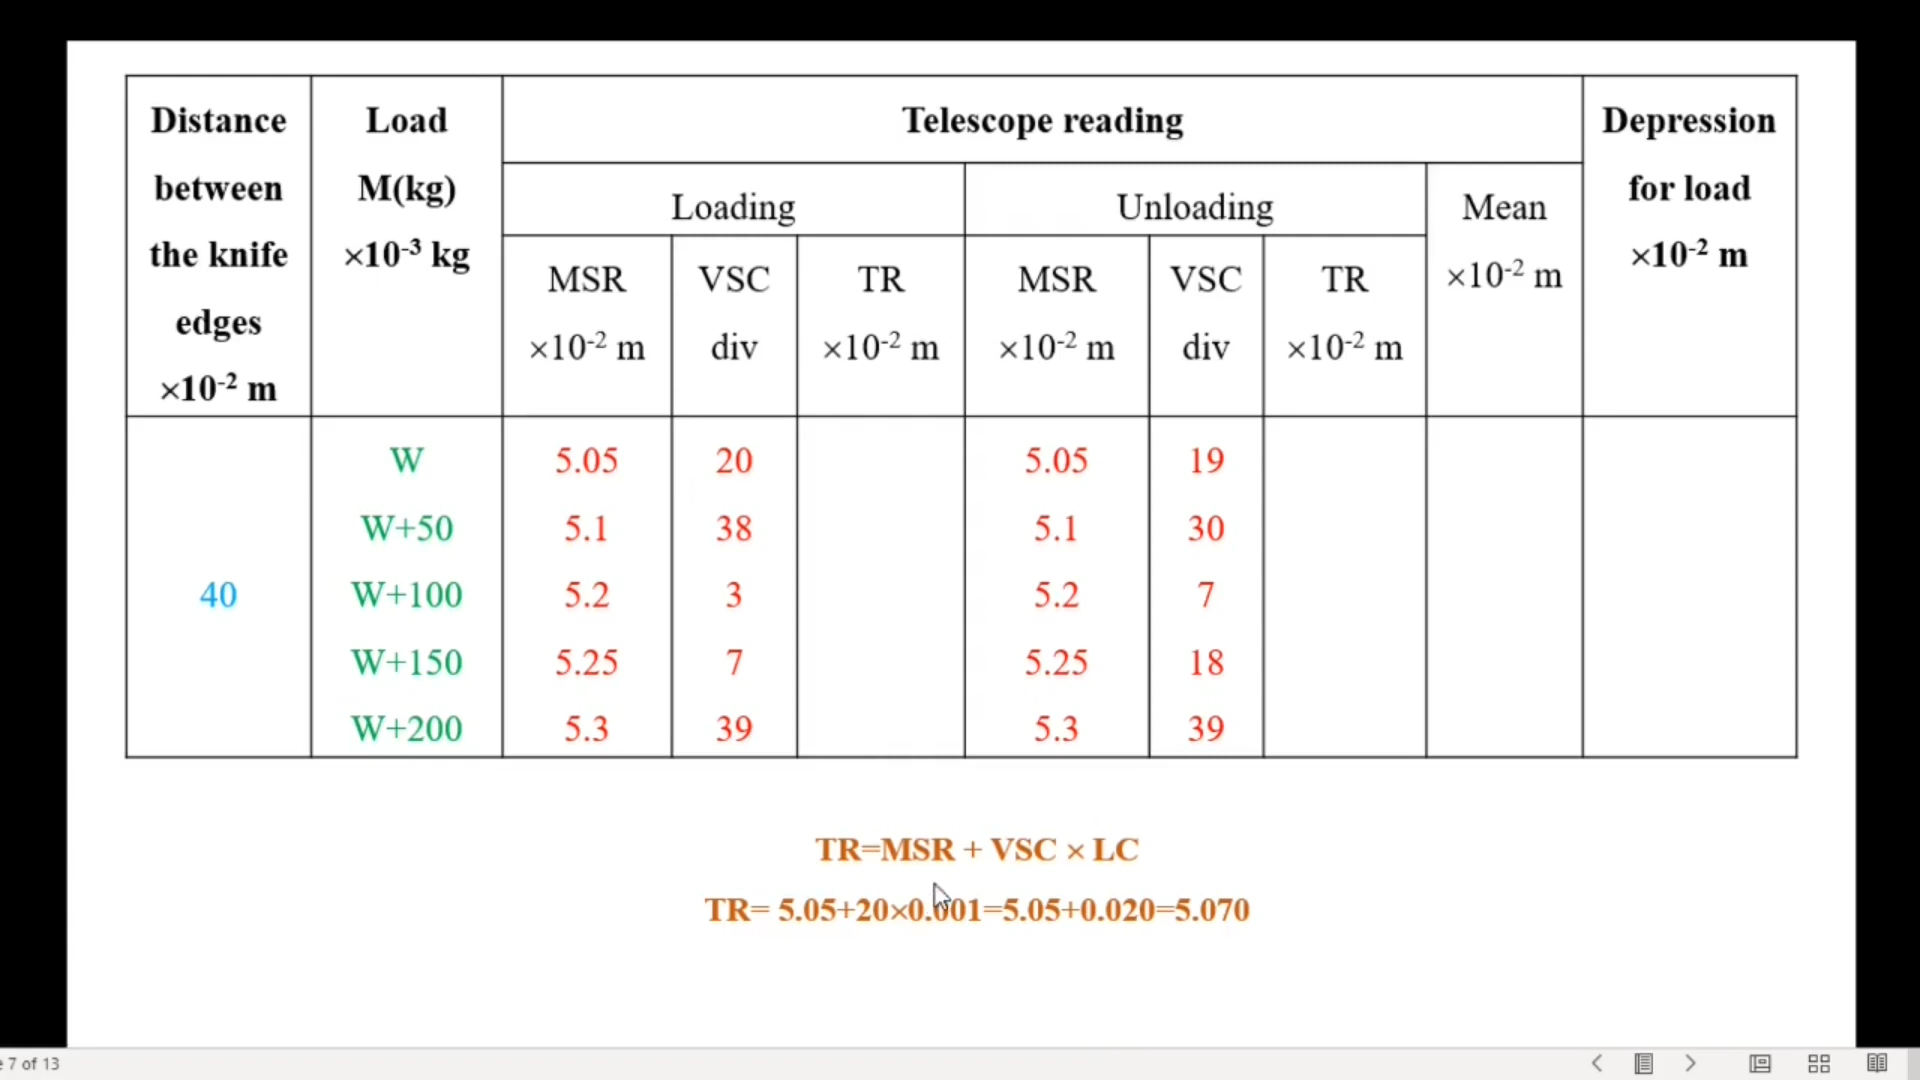 Distance between the knife edges ×10-2 m
Load M(kg) ×10-3 kg
Telescope reading
Depression for load ×10-2 m
Loading
Unloading
Mean ×10-2 m
MSR ×10-2 m
VSC div
TR ×10-2 m
MSR ×10-2 m
VSC div
TR ×10-2 m
40
W 5.05 20 5.05 19
W+50 5.1 38 5.1 30
W+100 5.2 3 5.2 7
W+150 5.25 7 5.25 18
W+200 5.3 39 5.3 39
TR=MSR + VSC × LC
TR= 5.05+20×0.001=5.05+0.020=5.070
7 of 13